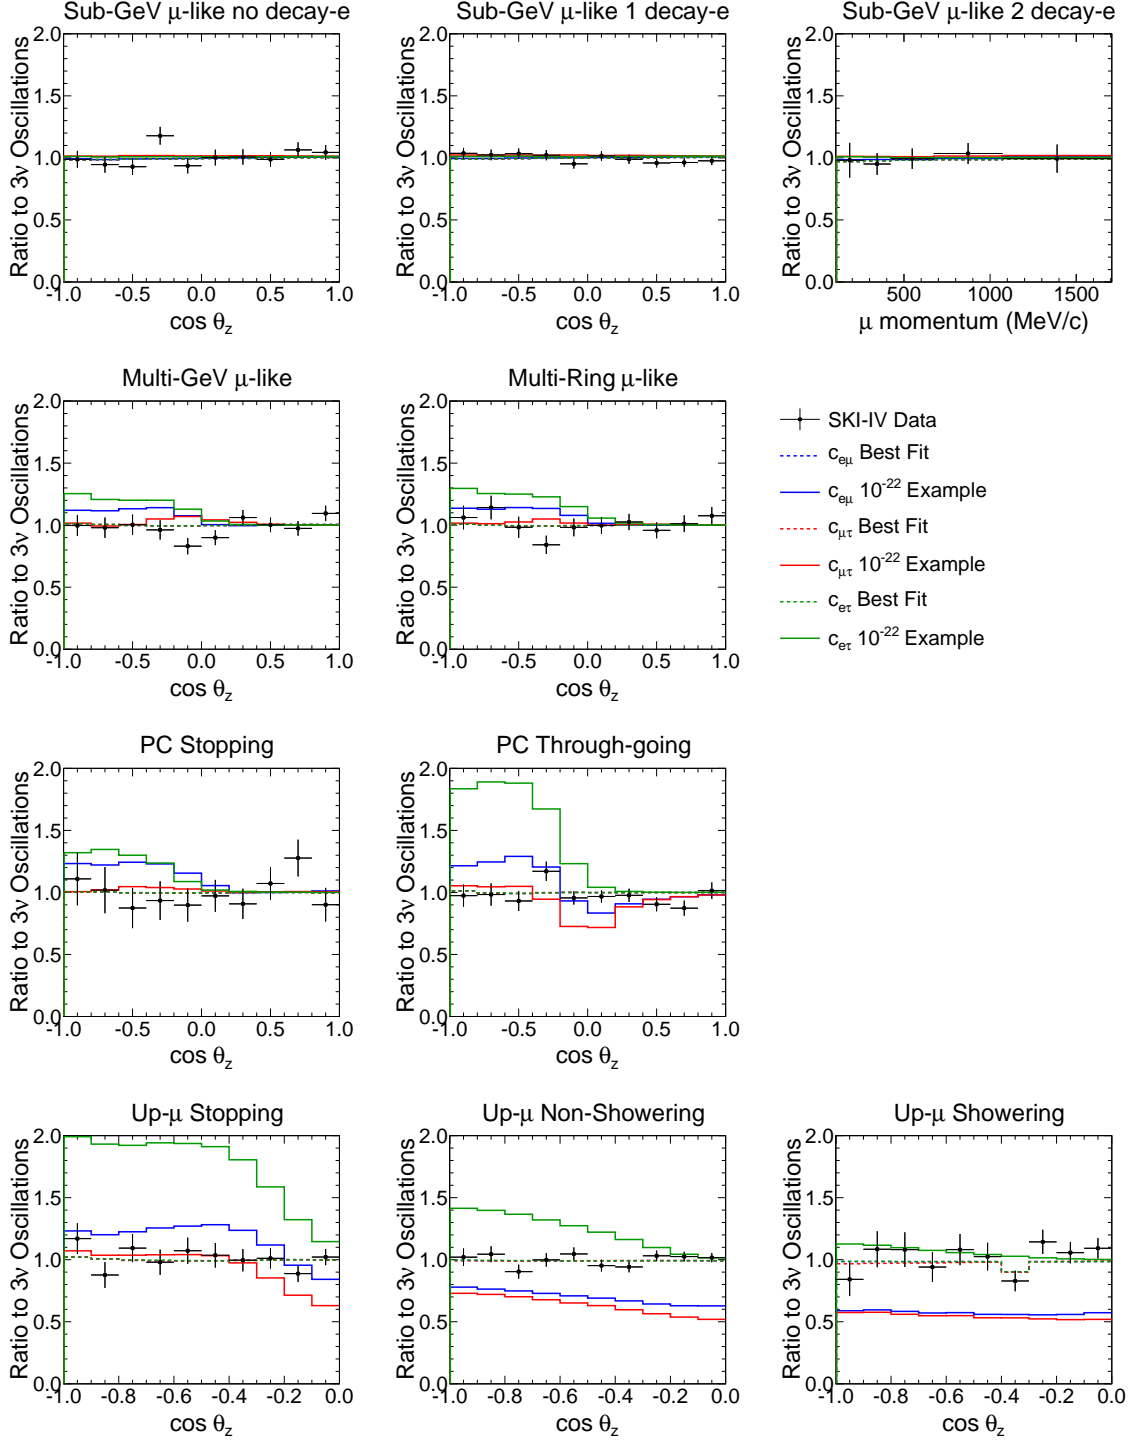 Sub-GeV μ-like no decay-e
Ratio to 3ν Oscillations
2.0
1.5
1.0
0.5
0.0
-1.0 -0.5 0.0 0.5 1.0
cos θz
Sub-GeV μ-like 1 decay-e
Ratio to 3ν Oscillations
2.0
1.5
1.0
0.5
0.0
-1.0 -0.5 0.0 0.5 1.0
cos θz
Sub-GeV μ-like 2 decay-e
Ratio to 3ν Oscillations
2.0
1.5
1.0
0.5
0.0
500 1000 1500
μ momentum (MeV/c)
Multi-GeV μ-like
Ratio to 3ν Oscillations
2.0
1.5
1.0
0.5
0.0
-1.0 -0.5 0.0 0.5 1.0
cos θz
Multi-Ring μ-like
Ratio to 3ν Oscillations
2.0
1.5
1.0
0.5
0.0
-1.0 -0.5 0.0 0.5 1.0
cos θz
SKI-IV Data
ceμ Best Fit
ceμ 10-22 Example
cμτ Best Fit
cμτ 10-22 Example
ceτ Best Fit
ceτ 10-22 Example
PC Stopping
Ratio to 3ν Oscillations
2.0
1.5
1.0
0.5
0.0
-1.0 -0.5 0.0 0.5 1.0
cos θz
PC Through-going
Ratio to 3ν Oscillations
2.0
1.5
1.0
0.5
0.0
-1.0 -0.5 0.0 0.5 1.0
cos θz
Up-μ Stopping
Ratio to 3ν Oscillations
2.0
1.5
1.0
0.5
0.0
-1.0 -0.8 -0.6 -0.4 -0.2 0.0
cos θz
Up-μ Non-Showering
Ratio to 3ν Oscillations
2.0
1.5
1.0
0.5
0.0
-1.0 -0.8 -0.6 -0.4 -0.2 0.0
cos θz
Up-μ Showering
Ratio to 3ν Oscillations
2.0
1.5
1.0
0.5
0.0
-1.0 -0.8 -0.6 -0.4 -0.2 0.0
cos θz